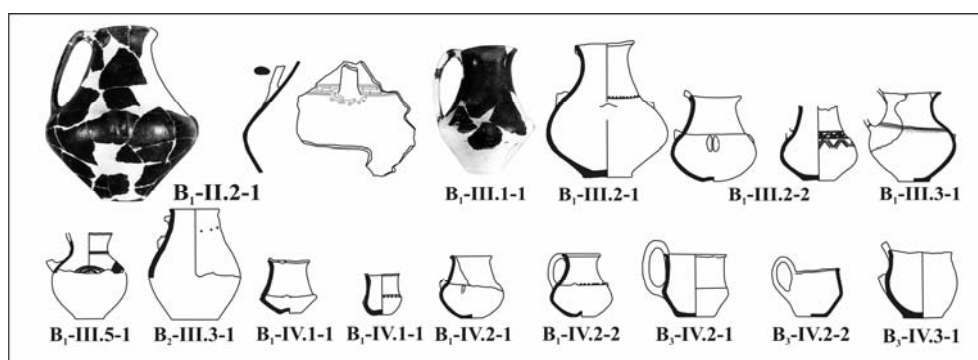 B₁-II.2-1
B₁-III.1-1 B₁-III.2-1 B₁-III.2-2 B₁-III.3-1
B₁-III.5-1 B₂-III.3-1 B₁-IV.1-1 B₁-IV.1-1 B₁-IV.2-1 B₁-IV.2-2 B₃-IV.2-1 B₃-IV.2-2 B₃-IV.3-1